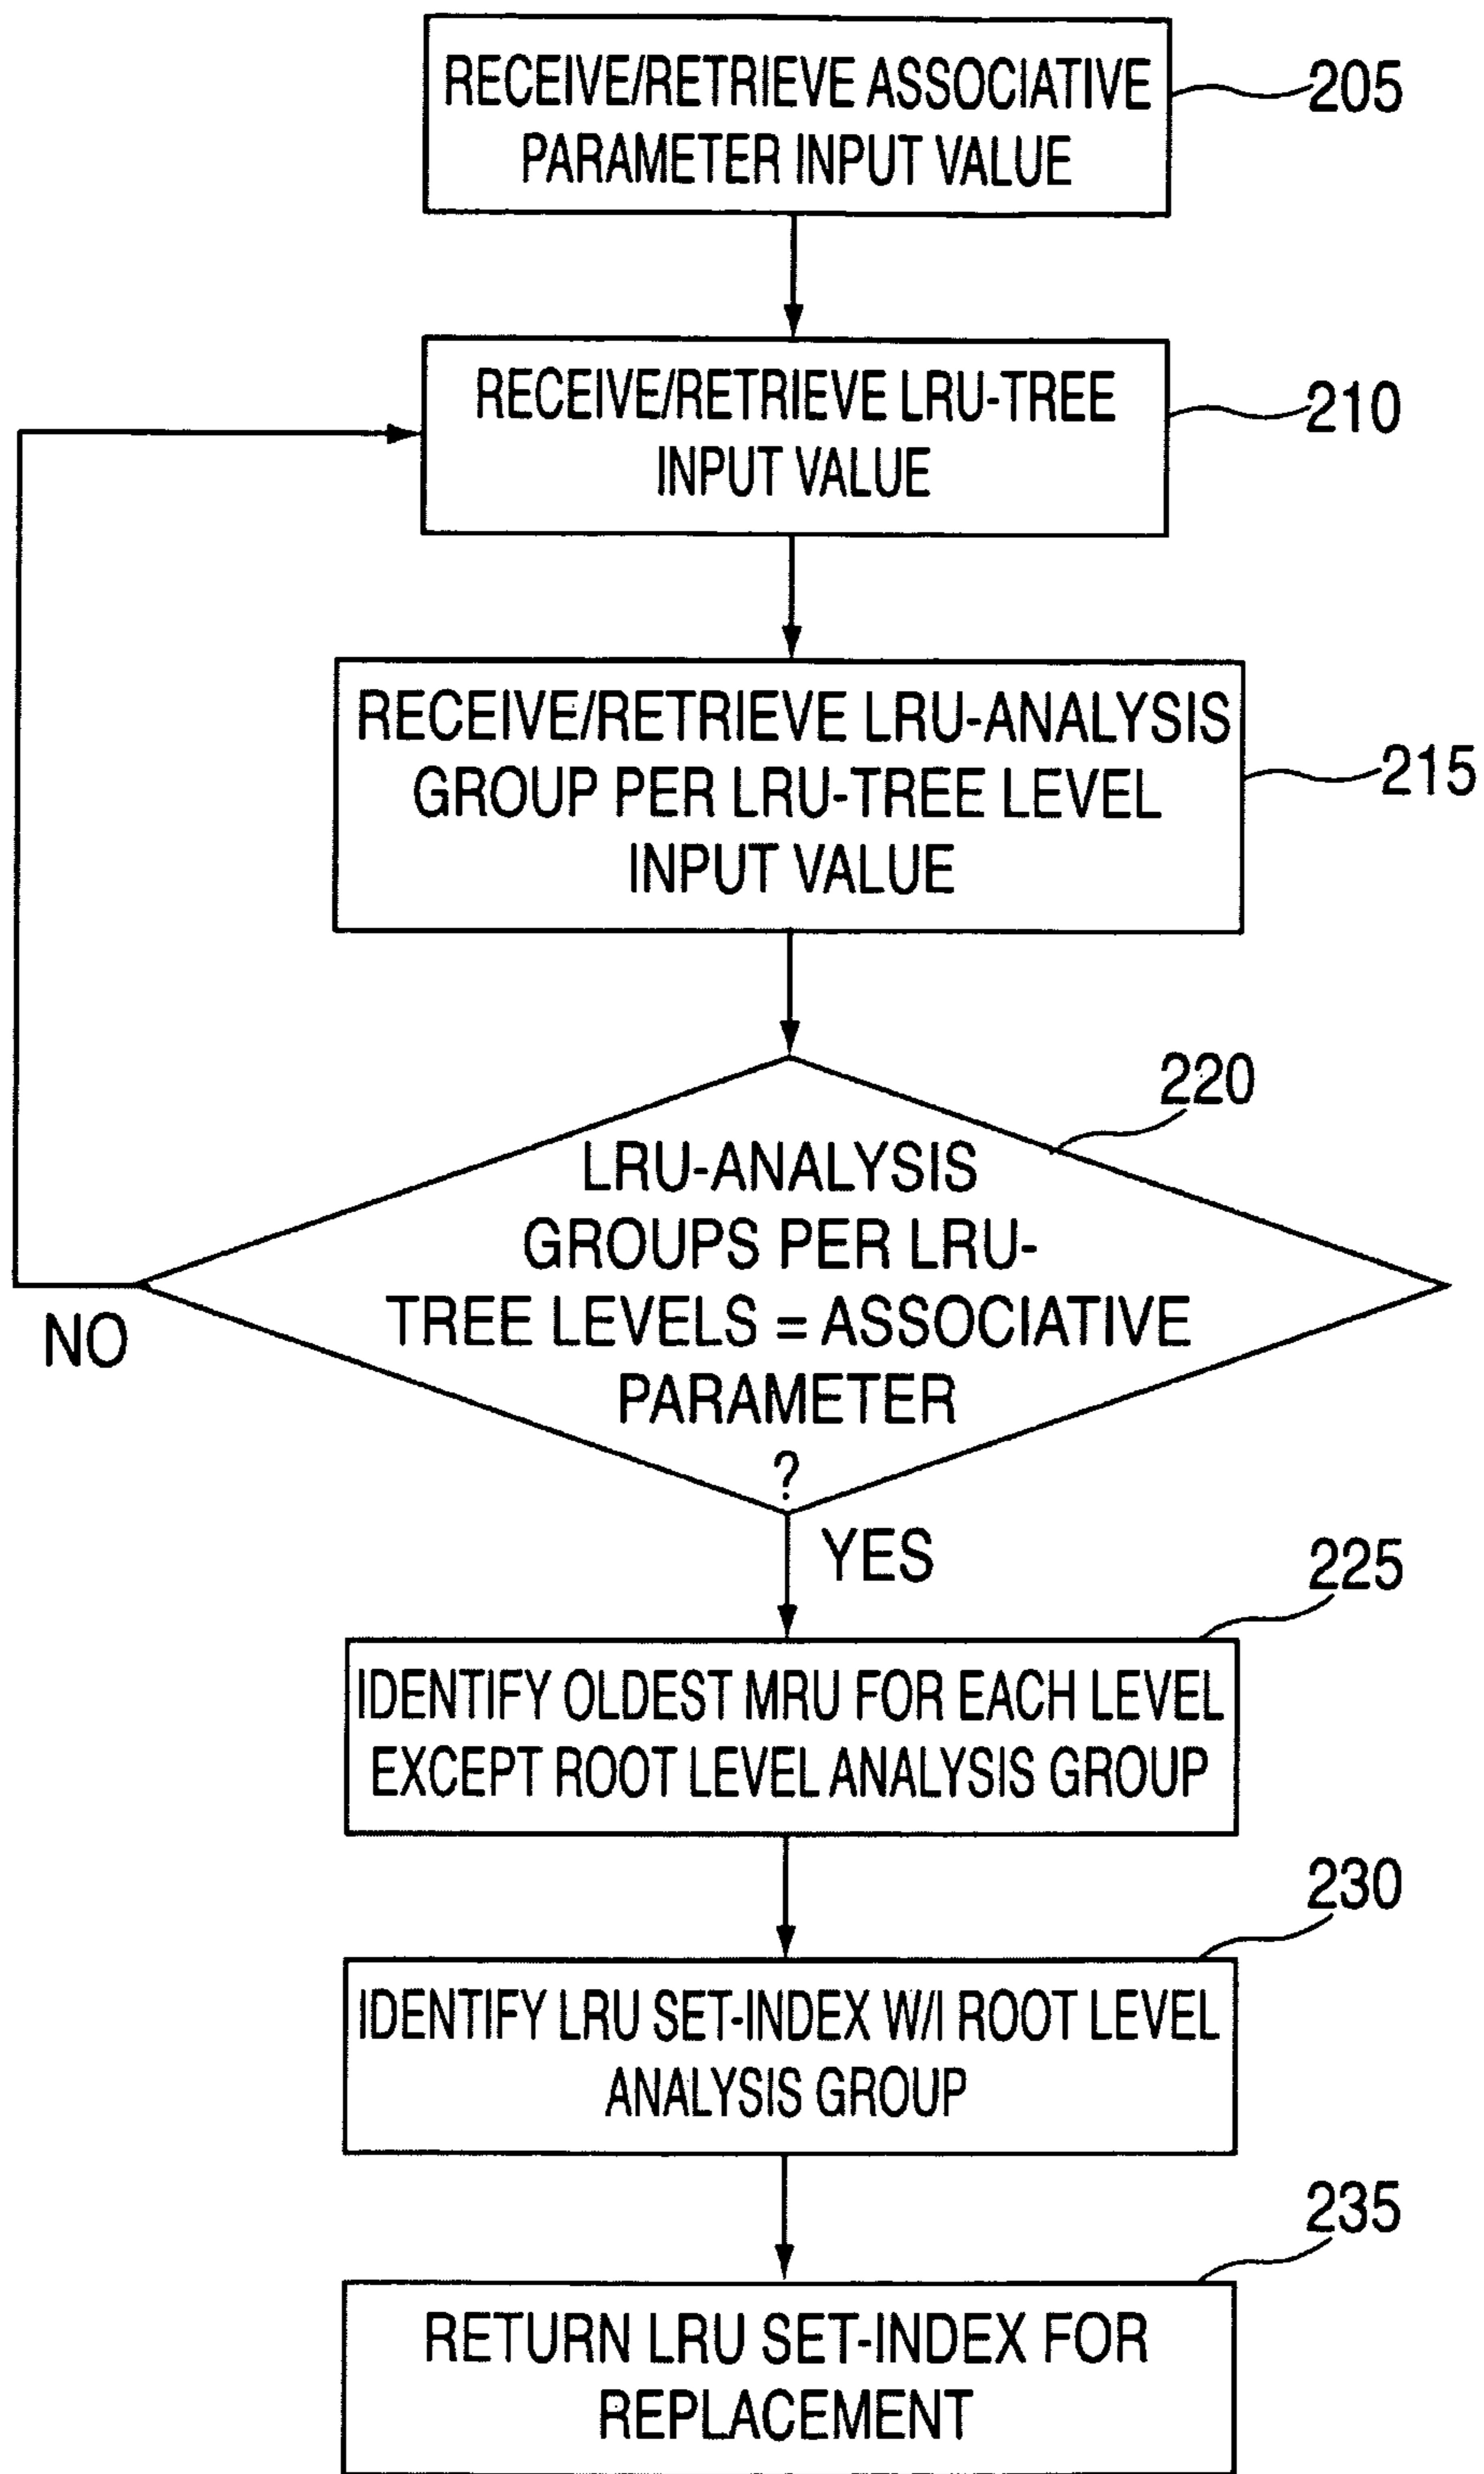 RECEIVE/RETRIEVE ASSOCIATIVE
PARAMETER INPUT VALUE
205
RECEIVE/RETRIEVE LRU-TREE
INPUT VALUE
210
RECEIVE/RETRIEVE LRU-ANALYSIS
GROUP PER LRU-TREE LEVEL
INPUT VALUE
215
220
LRU-ANALYSIS
GROUPS PER LRU-
TREE LEVELS = ASSOCIATIVE
PARAMETER
?
NO
YES
225
IDENTIFY OLDEST MRU FOR EACH LEVEL
EXCEPT ROOT LEVEL ANALYSIS GROUP
230
IDENTIFY LRU SET-INDEX W/I ROOT LEVEL
ANALYSIS GROUP
235
RETURN LRU SET-INDEX FOR
REPLACEMENT